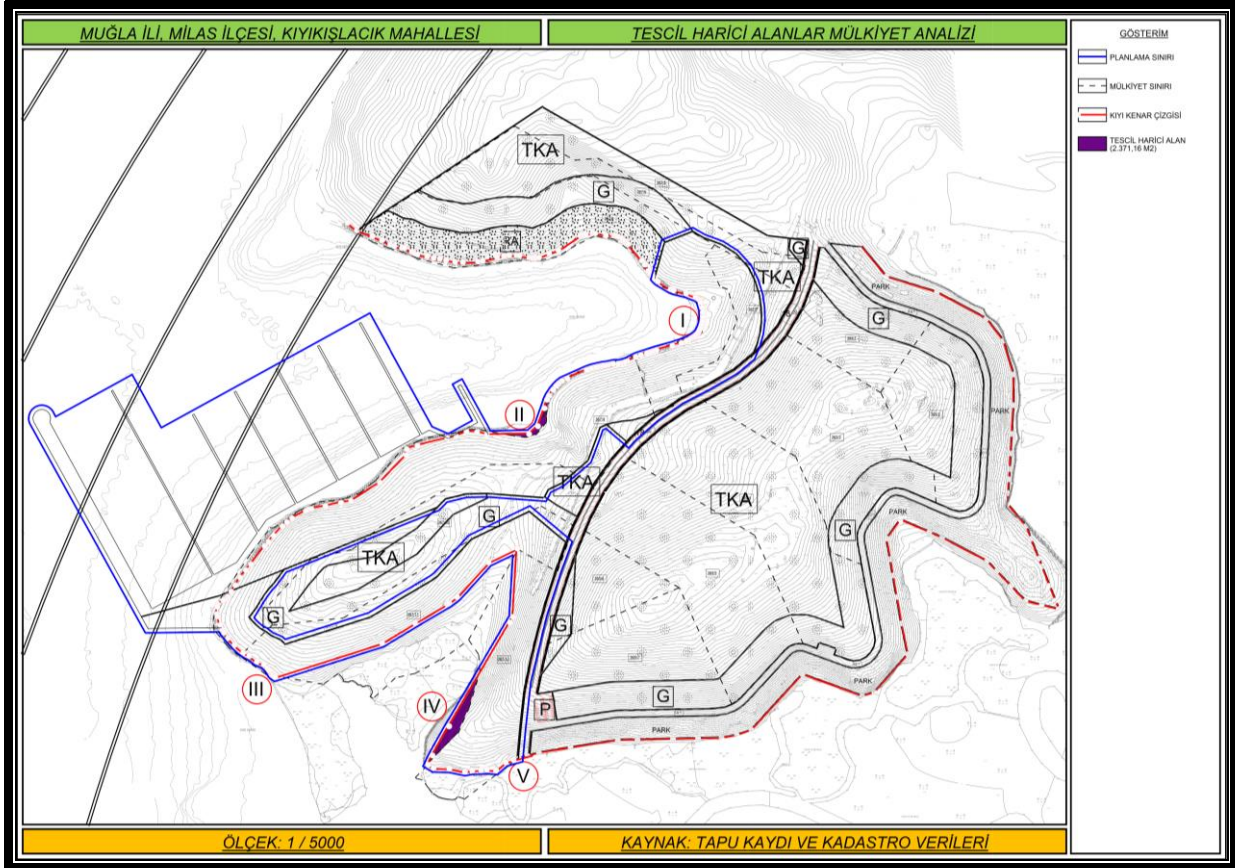 MUĞLA İLİ, MİLAS İLÇESİ, KIYIKIŞLACIK MAHALLESİ
TESCİL HARİCİ ALANLAR MÜLKİYET ANALİZİ
GÖSTERİM
PLANLAMA SINIRI
MÜLKİYET SINIRI
KIYI KENAR ÇİZGİSİ
TESCİL HARİCİ ALAN
(2.371,16 M2)
TKA
G
G
TKA
PARK
I
G
PARK
II
TKA
TKA
PARK
G
G
TKA
G
G
III
IV
P
G
PARK
PARK
V
ÖLÇEK: 1 / 5000
KAYNAK: TAPU KAYDI VE KADASTRO VERİLERİ